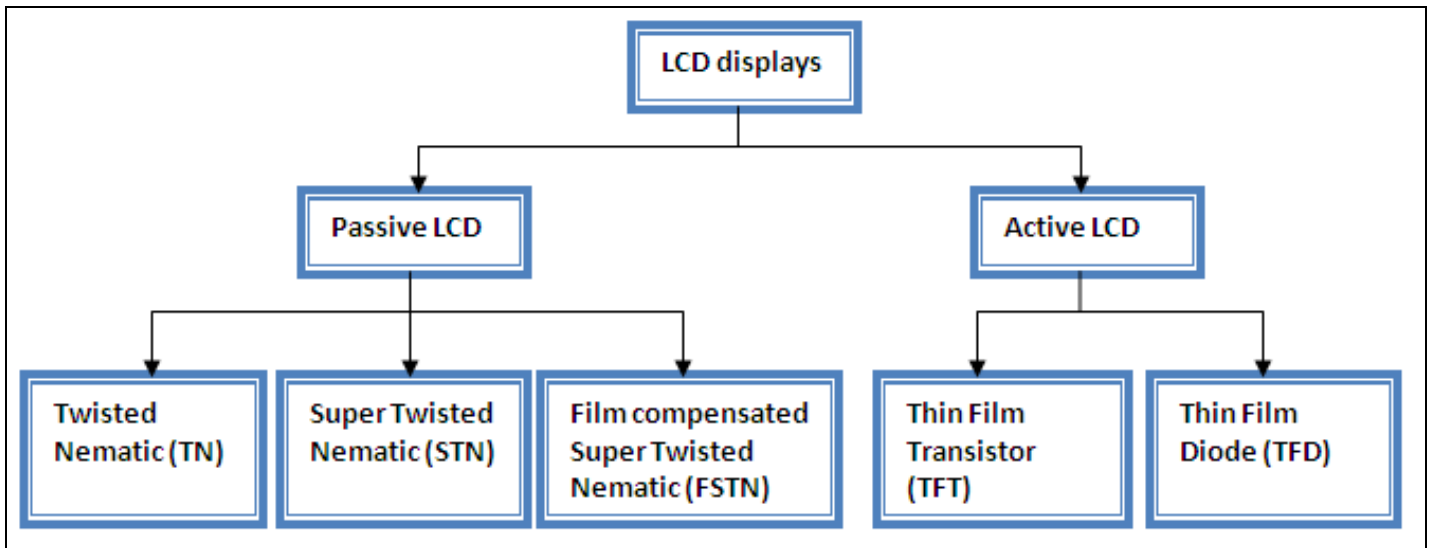 LCD displays
Passive LCD
Active LCD
Twisted
Nematic (TN)
Super Twisted
Nematic (STN)
Film compensated
Super Twisted
Nematic (FSTN)
Thin Film
Transistor
(TFT)
Thin Film
Diode (TFD)